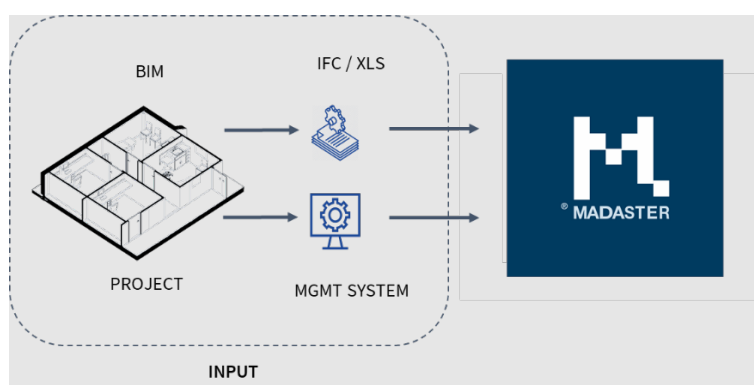 BIM
IFC / XLS
PROJECT
MGMT SYSTEM
INPUT
® MADASTER